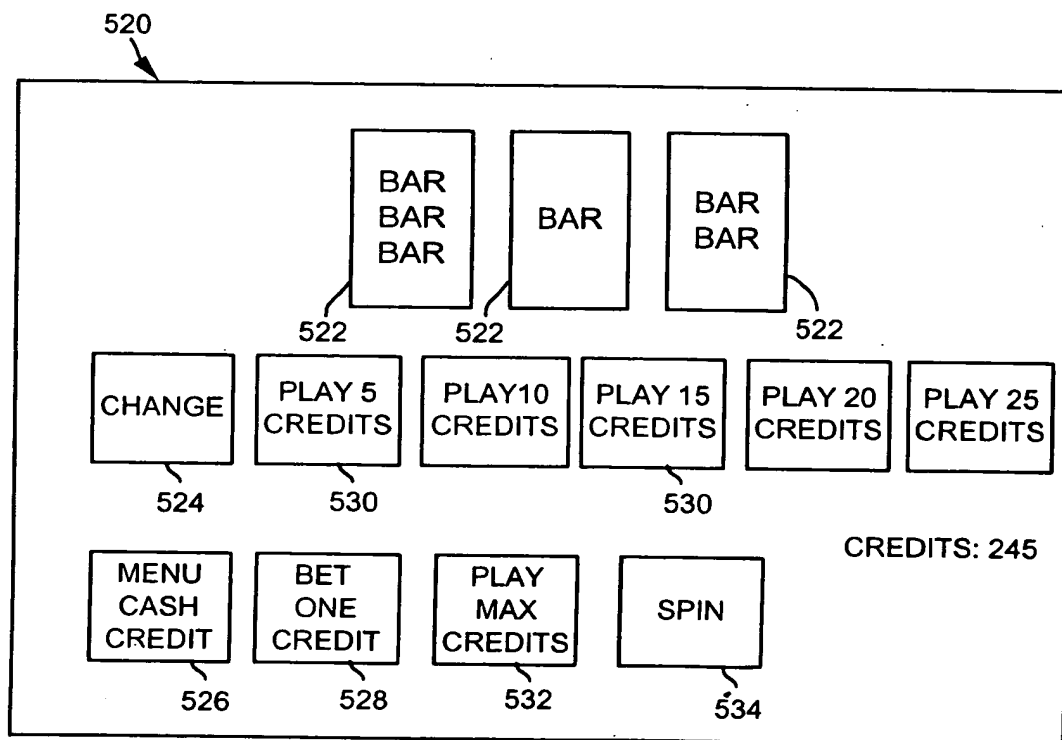 520
BAR
BAR
BAR
BAR
BAR
BAR
522
522
522
CHANGE
PLAY 5
CREDITS
PLAY10
CREDITS
PLAY 15
CREDITS
PLAY 20
CREDITS
PLAY 25
CREDITS
524
530
530
CREDITS: 245
MENU
CASH
CREDIT
BET
ONE
CREDIT
PLAY
MAX
CREDITS
SPIN
526
528
532
534